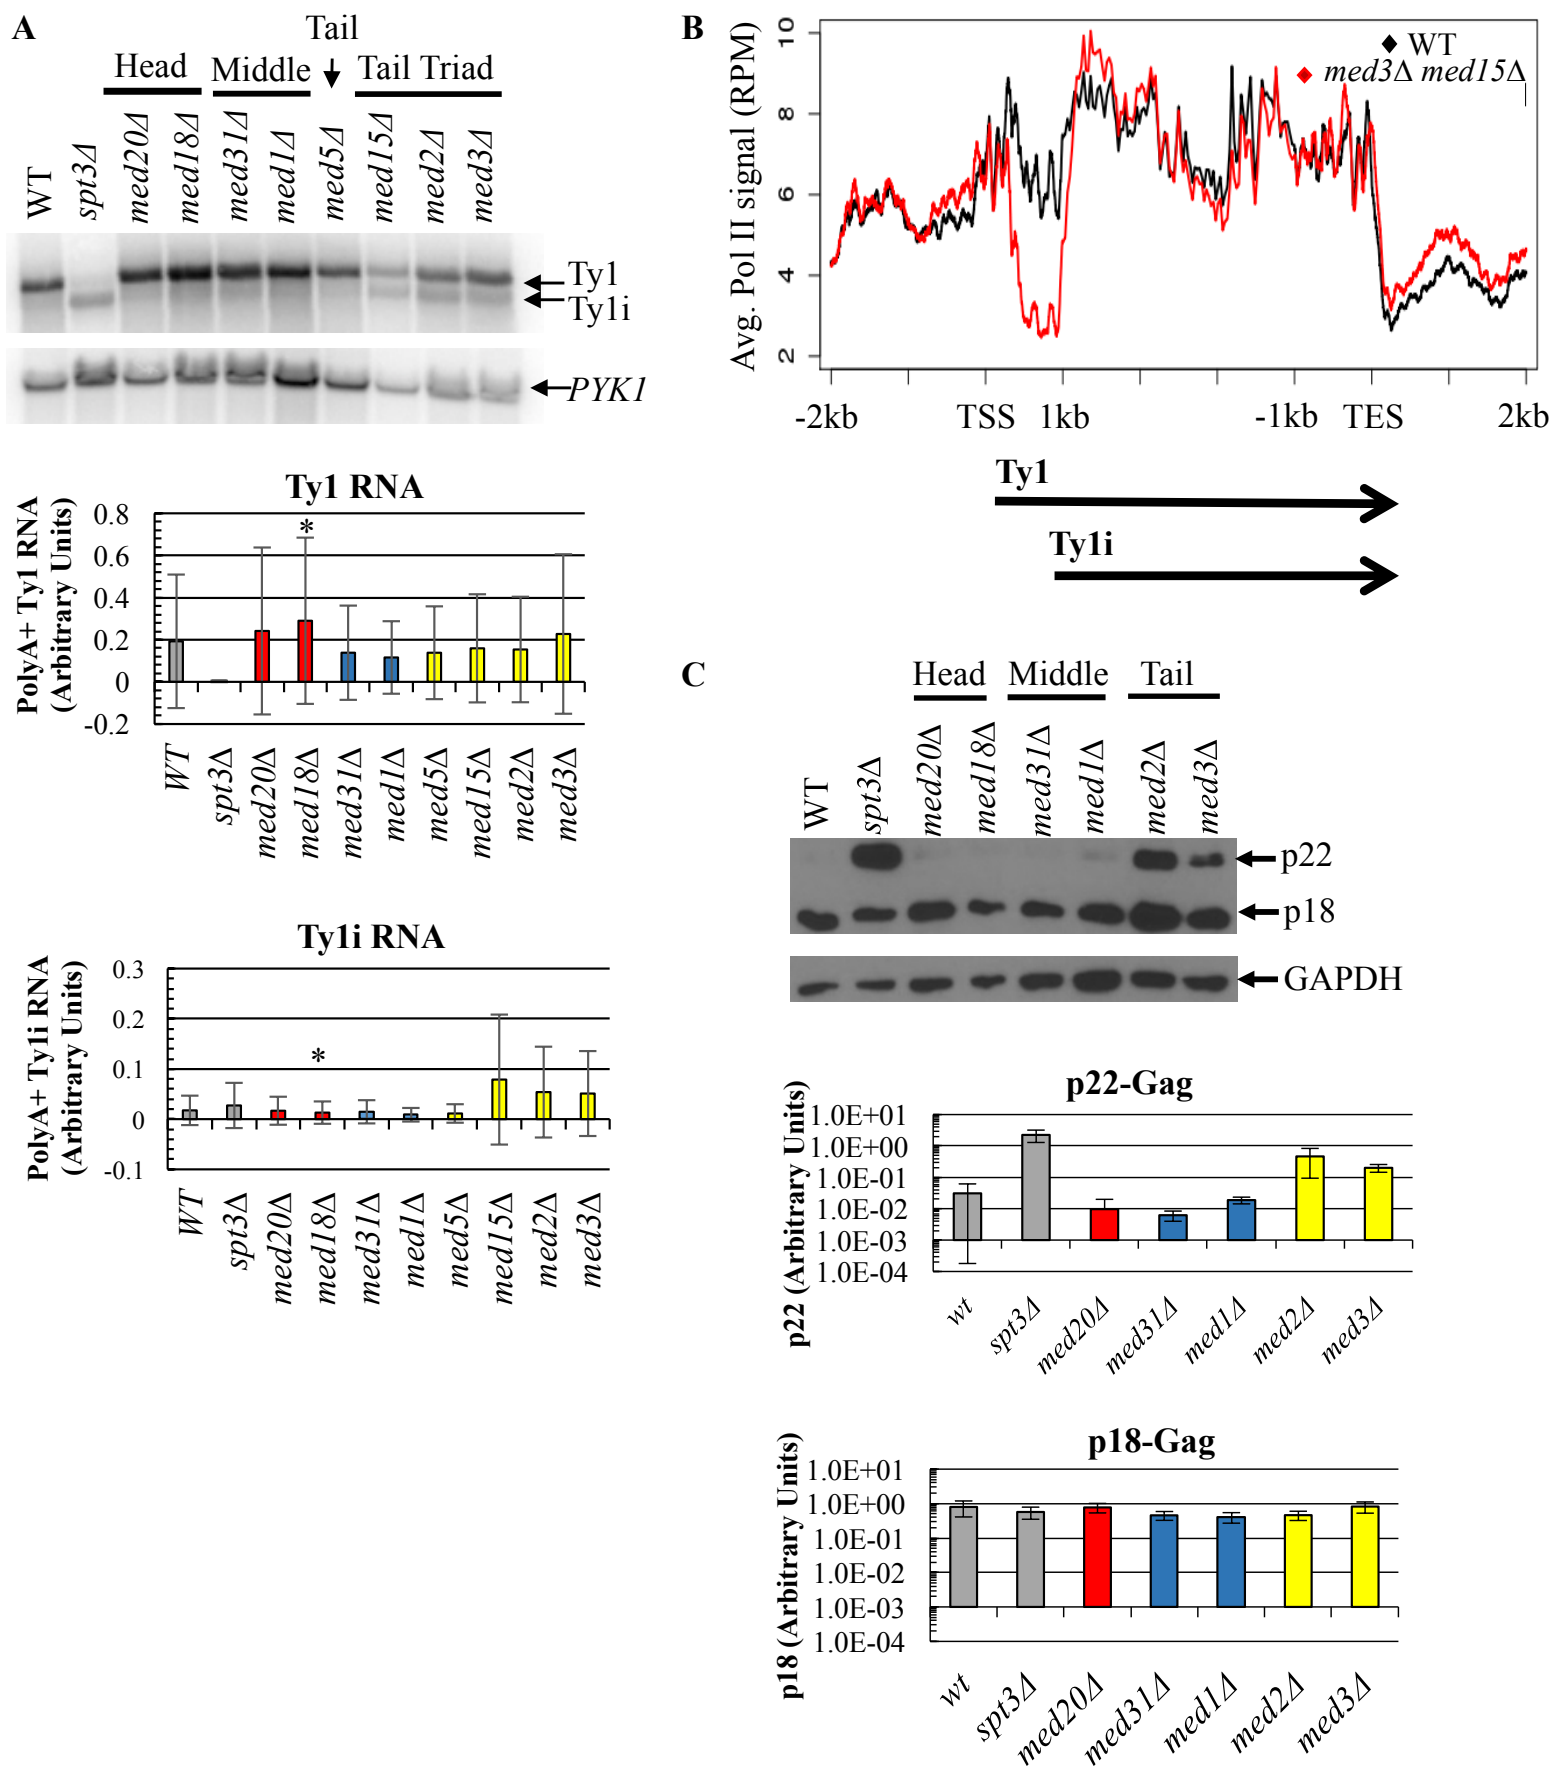 A
Tail
Head Middle Tail Triad
WT
spt3Δ
med20Δ
med18Δ
med31Δ
med1Δ
med5Δ
med15Δ
med2Δ
med3Δ
Ty1
Ty1i
PYK1
Ty1 RNA
PolyA+ Ty1 RNA
(Arbitrary Units)
0.8
0.6
0.4
0.2
0
-0.2
*
WT
spt3Δ
med20Δ
med18Δ
med31Δ
med1Δ
med5Δ
med15Δ
med2Δ
med3Δ
Ty1i RNA
PolyA+ Ty1i RNA
(Arbitrary Units)
0.3
0.2
0.1
0
-0.1
*
WT
spt3Δ
med20Δ
med18Δ
med31Δ
med1Δ
med5Δ
med15Δ
med2Δ
med3Δ
B
Avg. Pol II signal (RPM)
10
8
6
4
2
WT
med3Δ med15Δ
-2kb TSS 1kb -1kb TES 2kb
Ty1
Ty1i
C
Head Middle Tail
WT
spt3Δ
med20Δ
med18Δ
med31Δ
med1Δ
med2Δ
med3Δ
p22
p18
GAPDH
p22-Gag
p22 (Arbitrary Units)
1.0E+01
1.0E+00
1.0E-01
1.0E-02
1.0E-03
1.0E-04
wt
spt3Δ
med20Δ
med31Δ
med1Δ
med2Δ
med3Δ
p18-Gag
p18 (Arbitrary Units)
1.0E+01
1.0E+00
1.0E-01
1.0E-02
1.0E-03
1.0E-04
wt
spt3Δ
med20Δ
med31Δ
med1Δ
med2Δ
med3Δ